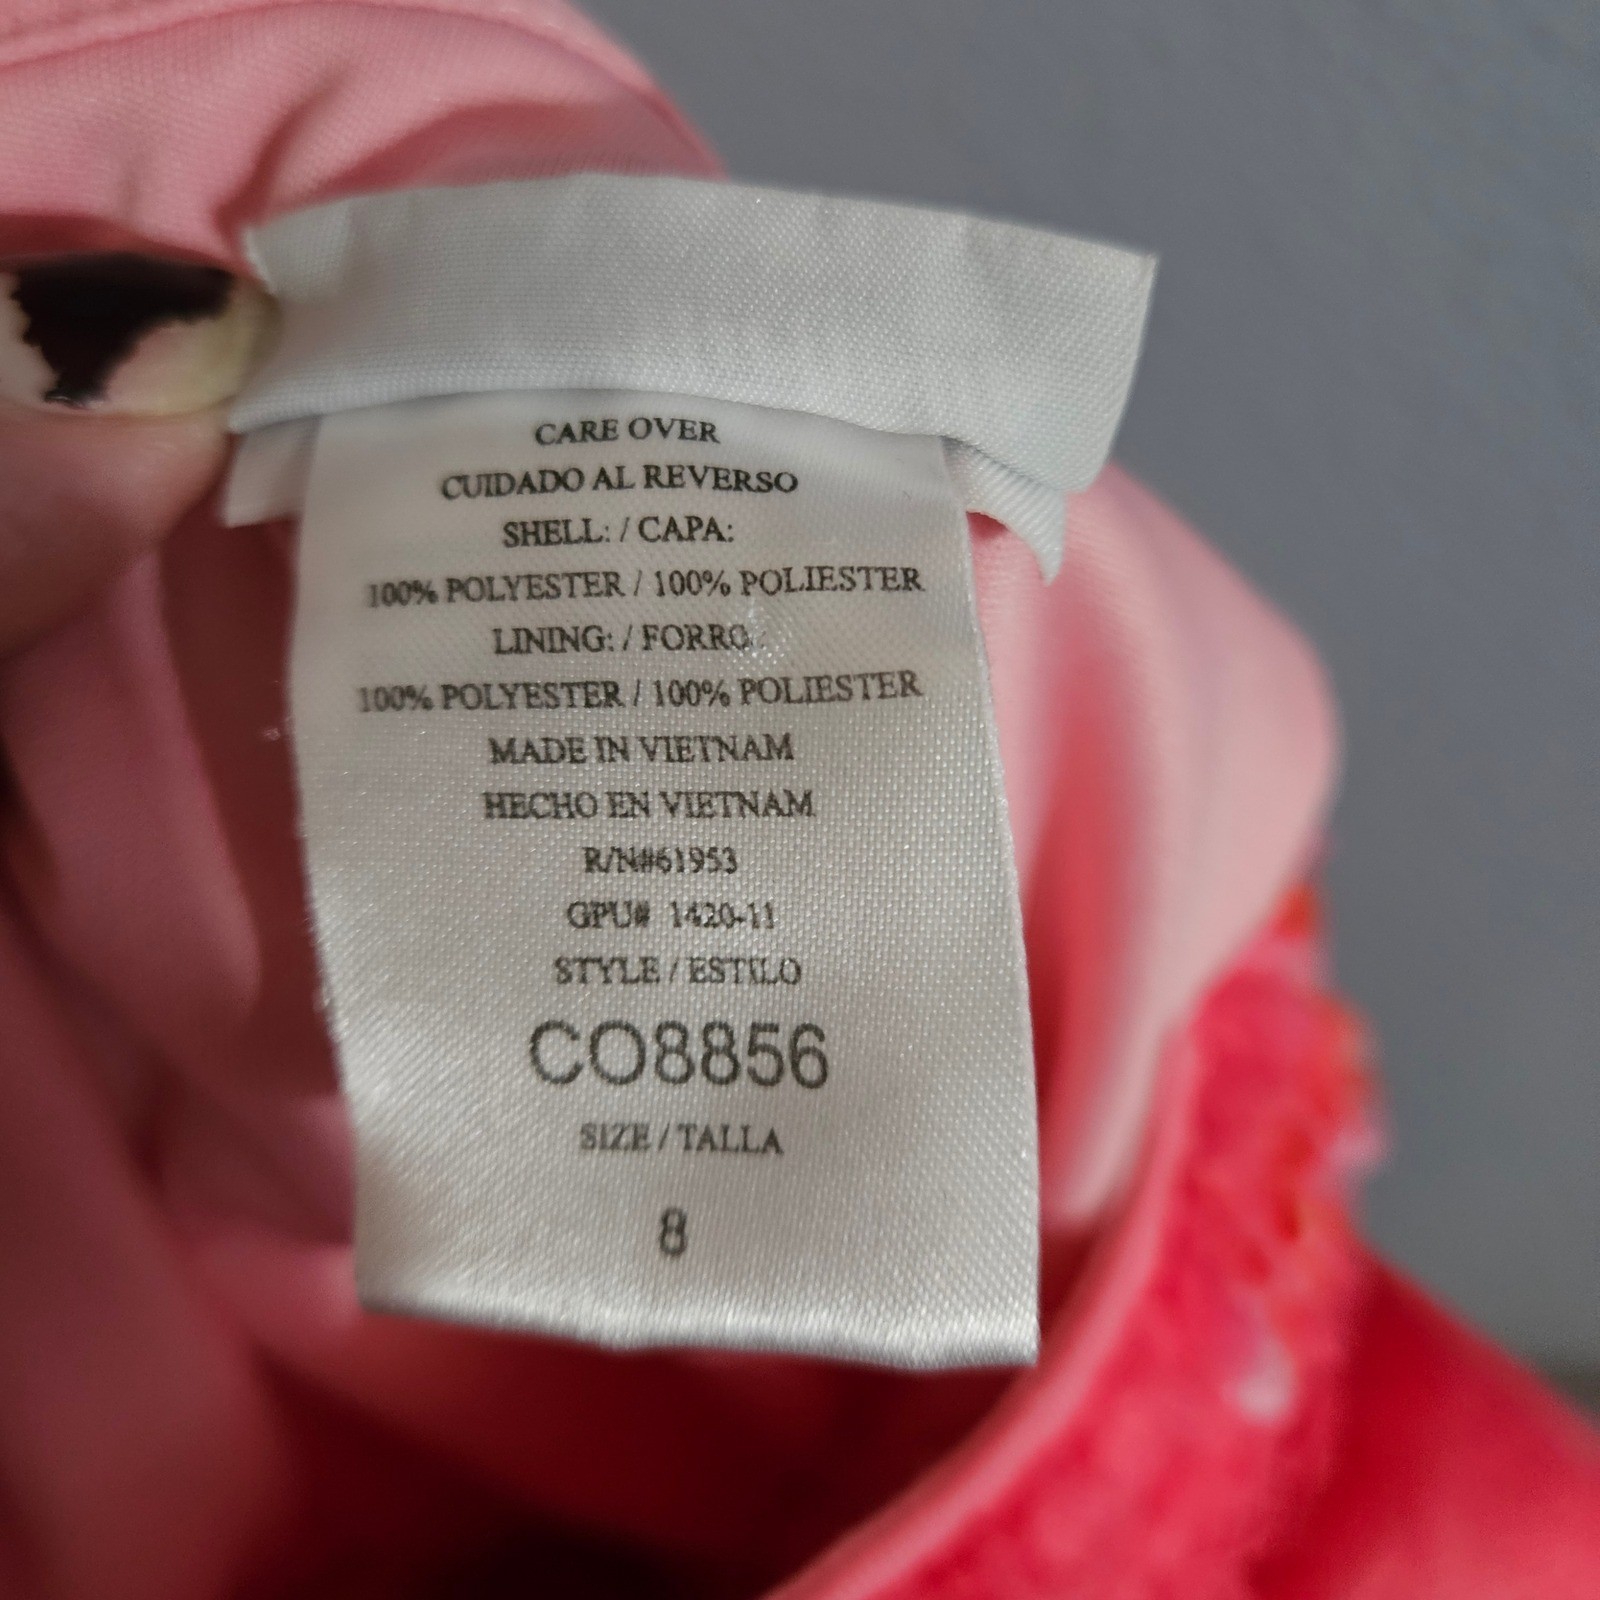 CARE OVER
CUIDADO AL REVERSO
SHELL: / CAPA:
100% POLYESTER / 100% POLIESTER
LINING: / FORRO:
100% POLYESTER / 100% POLIESTER
MADE IN VIETNAM
HECHO EN VIETNAM
R/N#61953
GPU# 1420-11
STYLE / ESTILO
CO8856
SIZE / TALLA
8